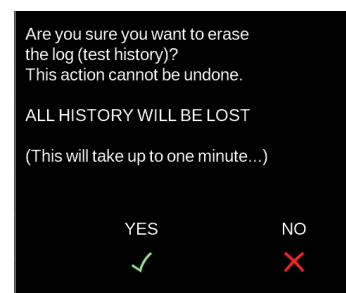 Are you sure you want to erase
the log (test history)?
This action cannot be undone.
ALL HISTORY WILL BE LOST
(This will take up to one minute...)
YES NO